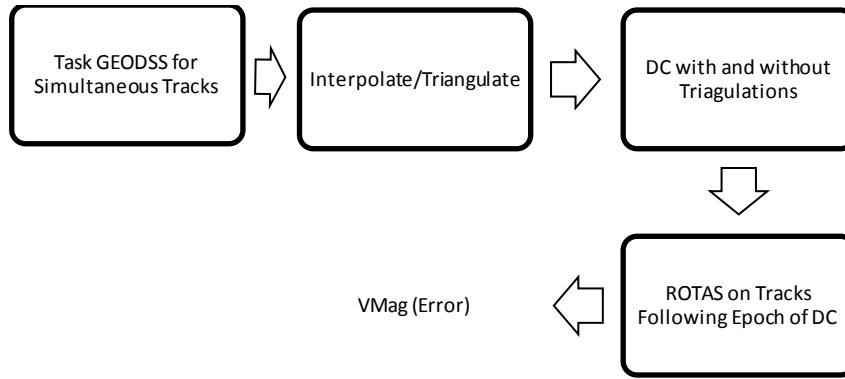 Task GEODSS for
Simultaneous Tracks
Interpolate/Triangulate
DC with and without
Triagulations
ROTAS on Tracks
Following Epoch of DC
VMag (Error)